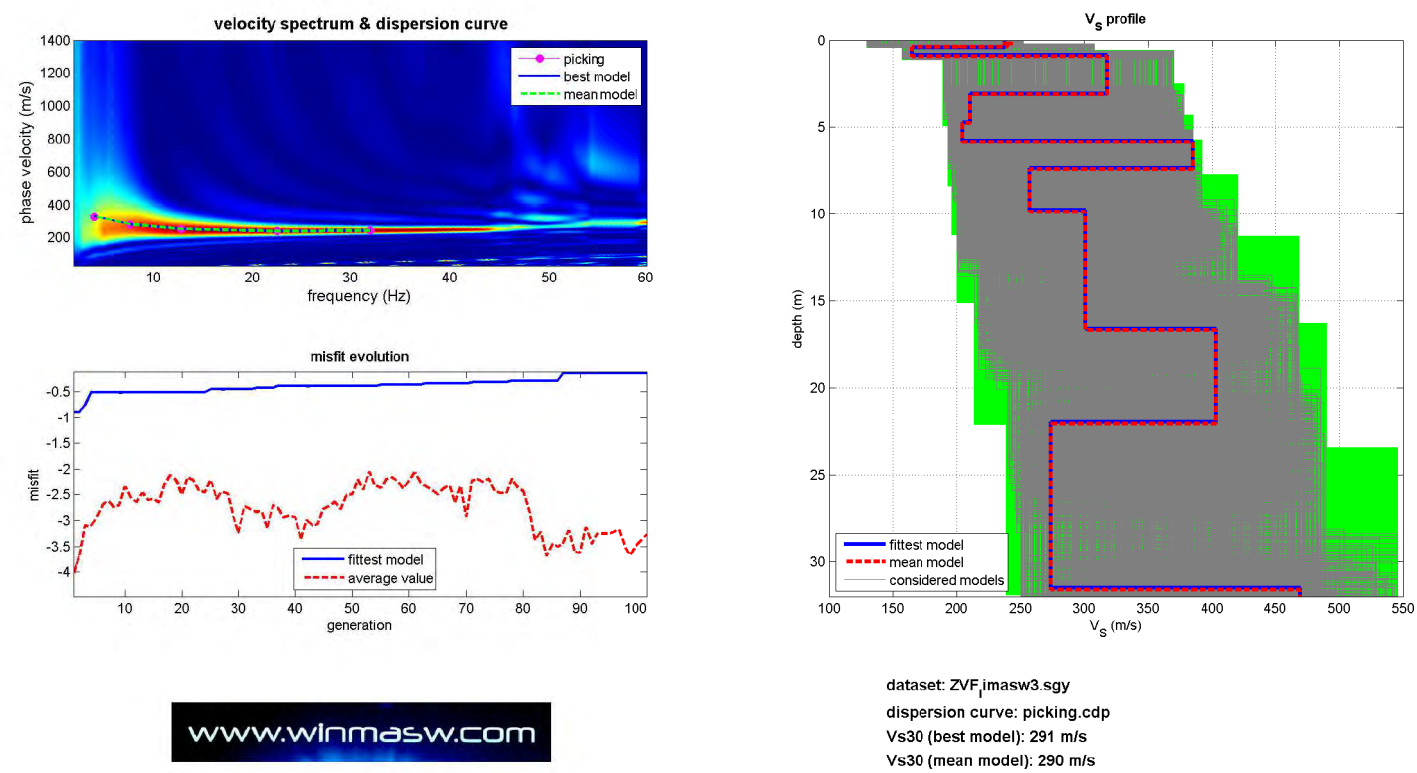 velocity spectrum & dispersion curve
1400
1200
1000
800
600
400
200
phase velocity (m/s)
picking
best model
mean model
10
20
30
40
50
60
frequency (Hz)
misfit evolution
-0.5
-1
-1.5
-2
-2.5
-3
-3.5
-4
misfit
fittest model
average value
10
20
30
40
50
60
70
80
90
100
generation
www.winmasw.com
VS profile
0
5
10
15
20
25
30
depth (m)
fittest model
mean model
considered models
100
150
200
250
300
350
400
450
500
550
VS (m/s)
dataset: ZVFlimasw3.sgy
dispersion curve: picking.cdp
Vs30 (best model): 291 m/s
Vs30 (mean model): 290 m/s